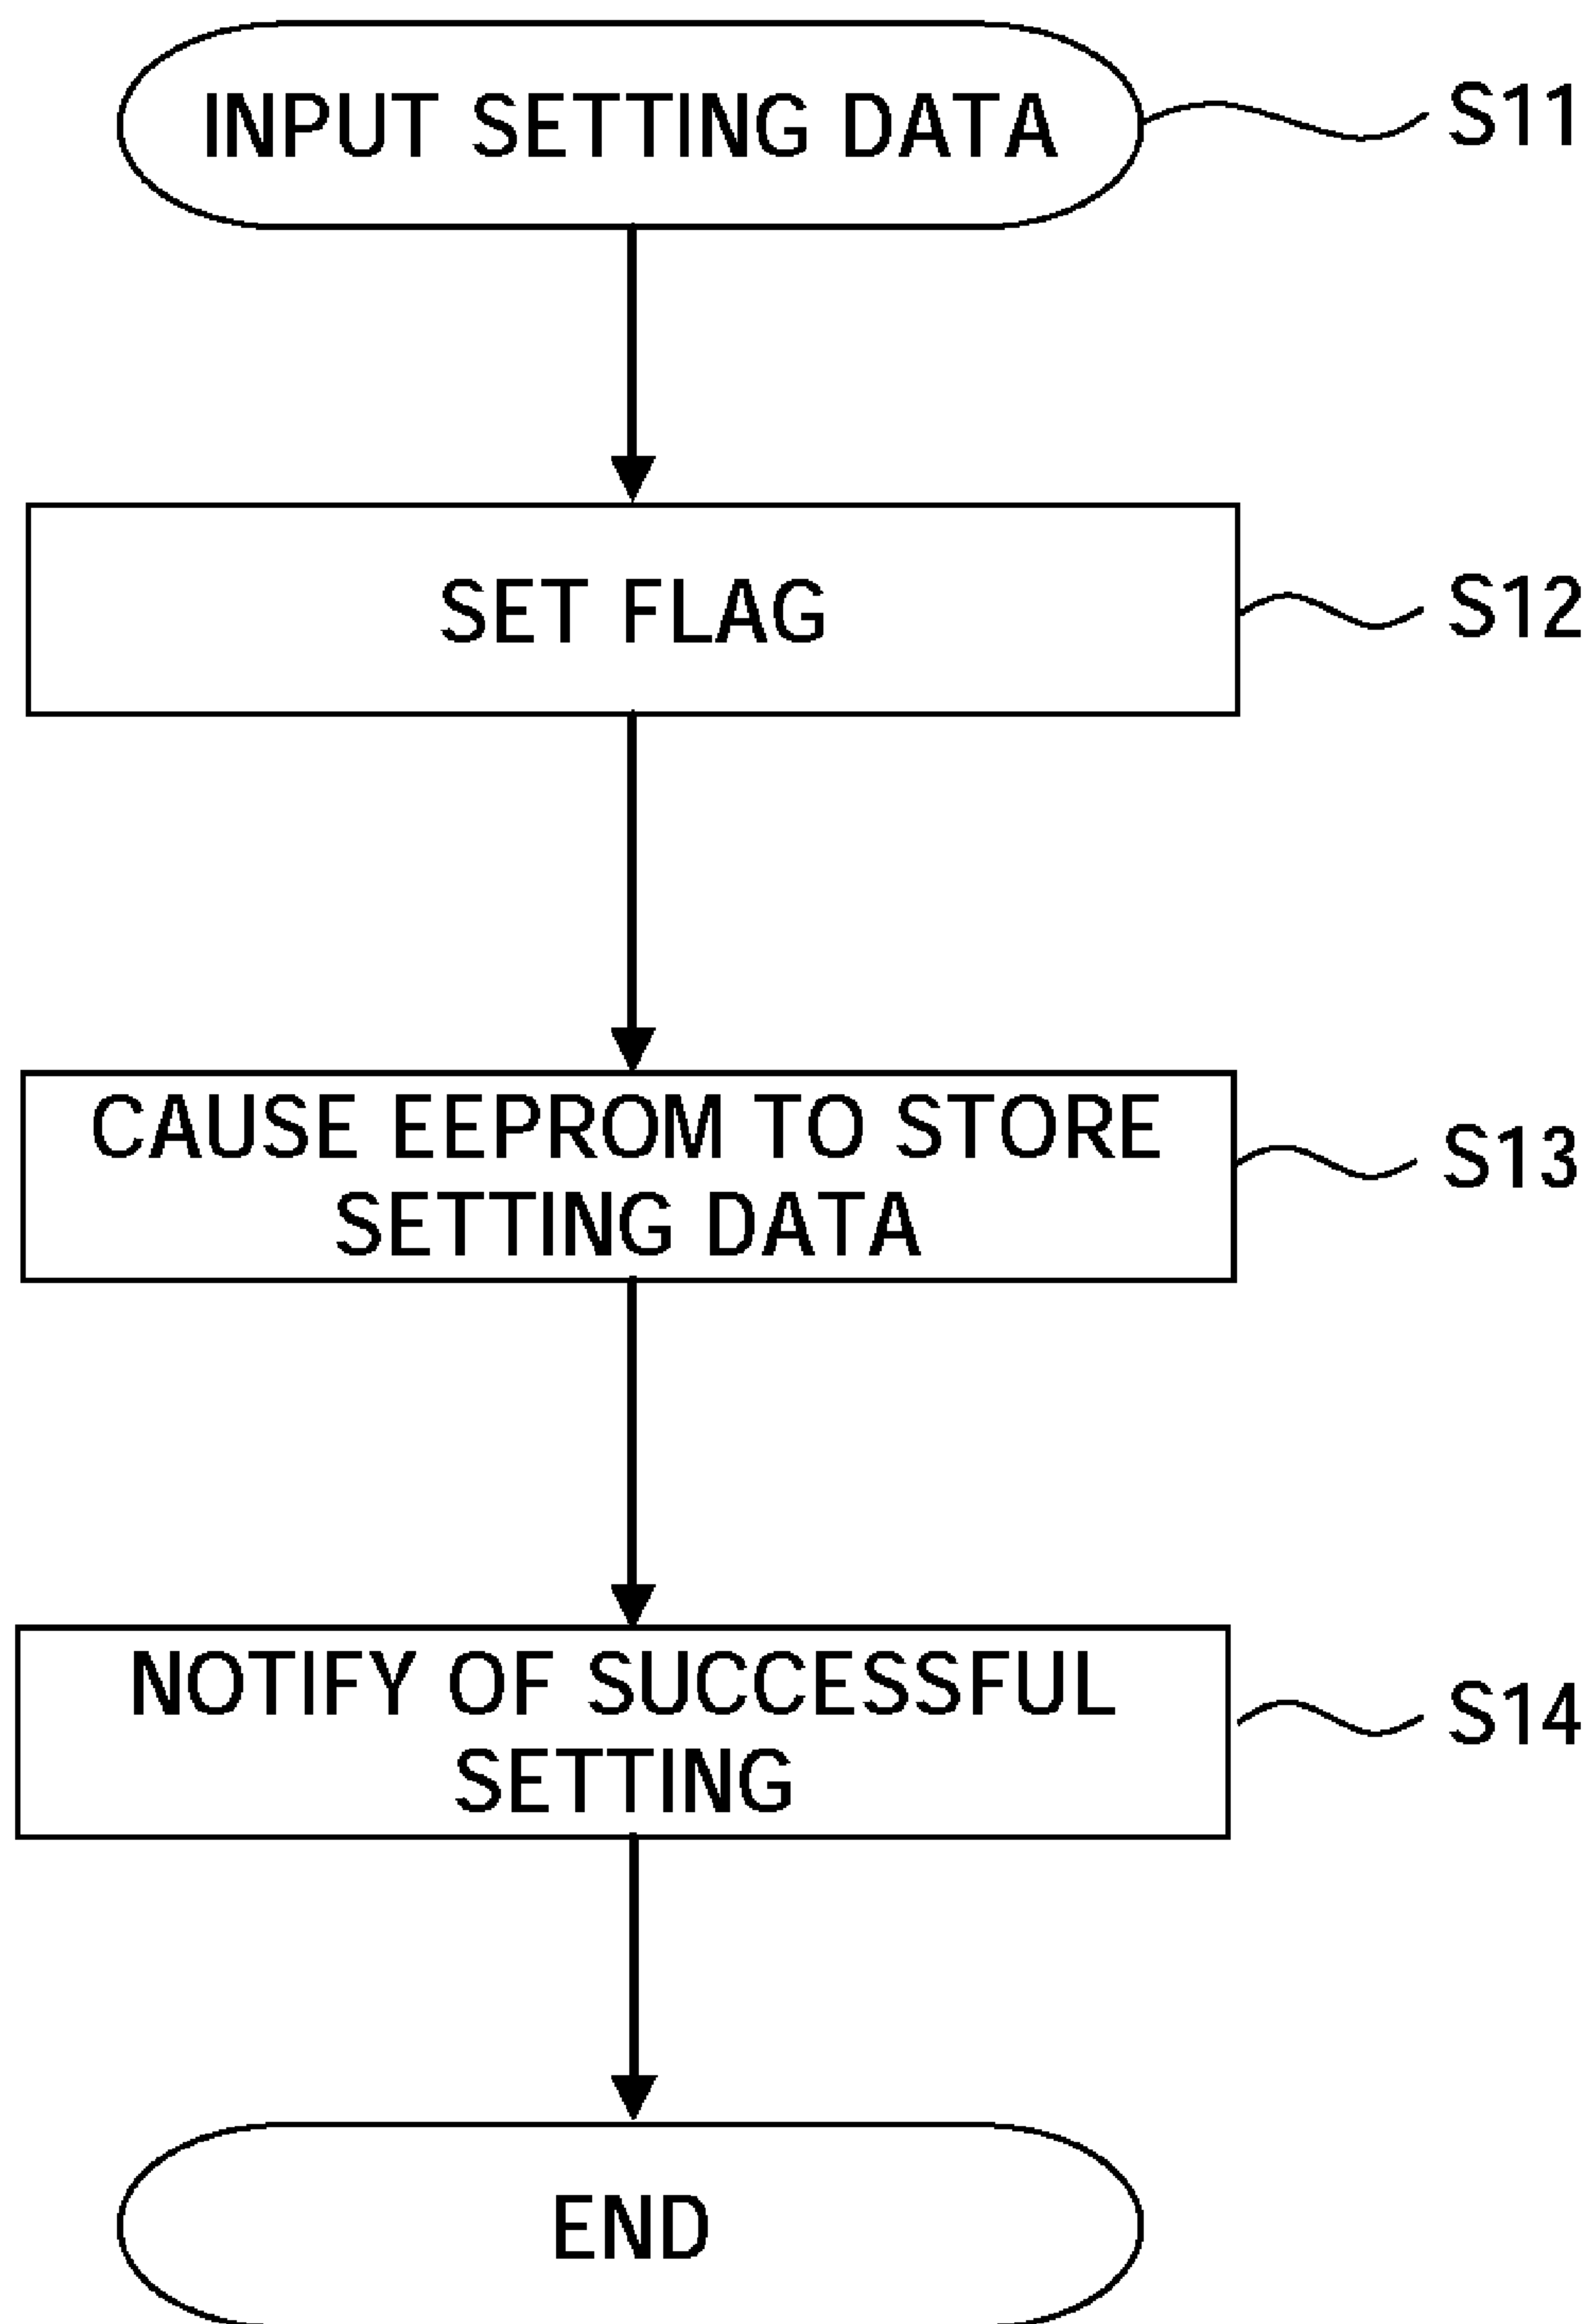 INPUT SETTING DATA
S11
SET FLAG
S12
CAUSE EEPROM TO STORE
SETTING DATA
S13
NOTIFY OF SUCCESSFUL
SETTING
S14
END